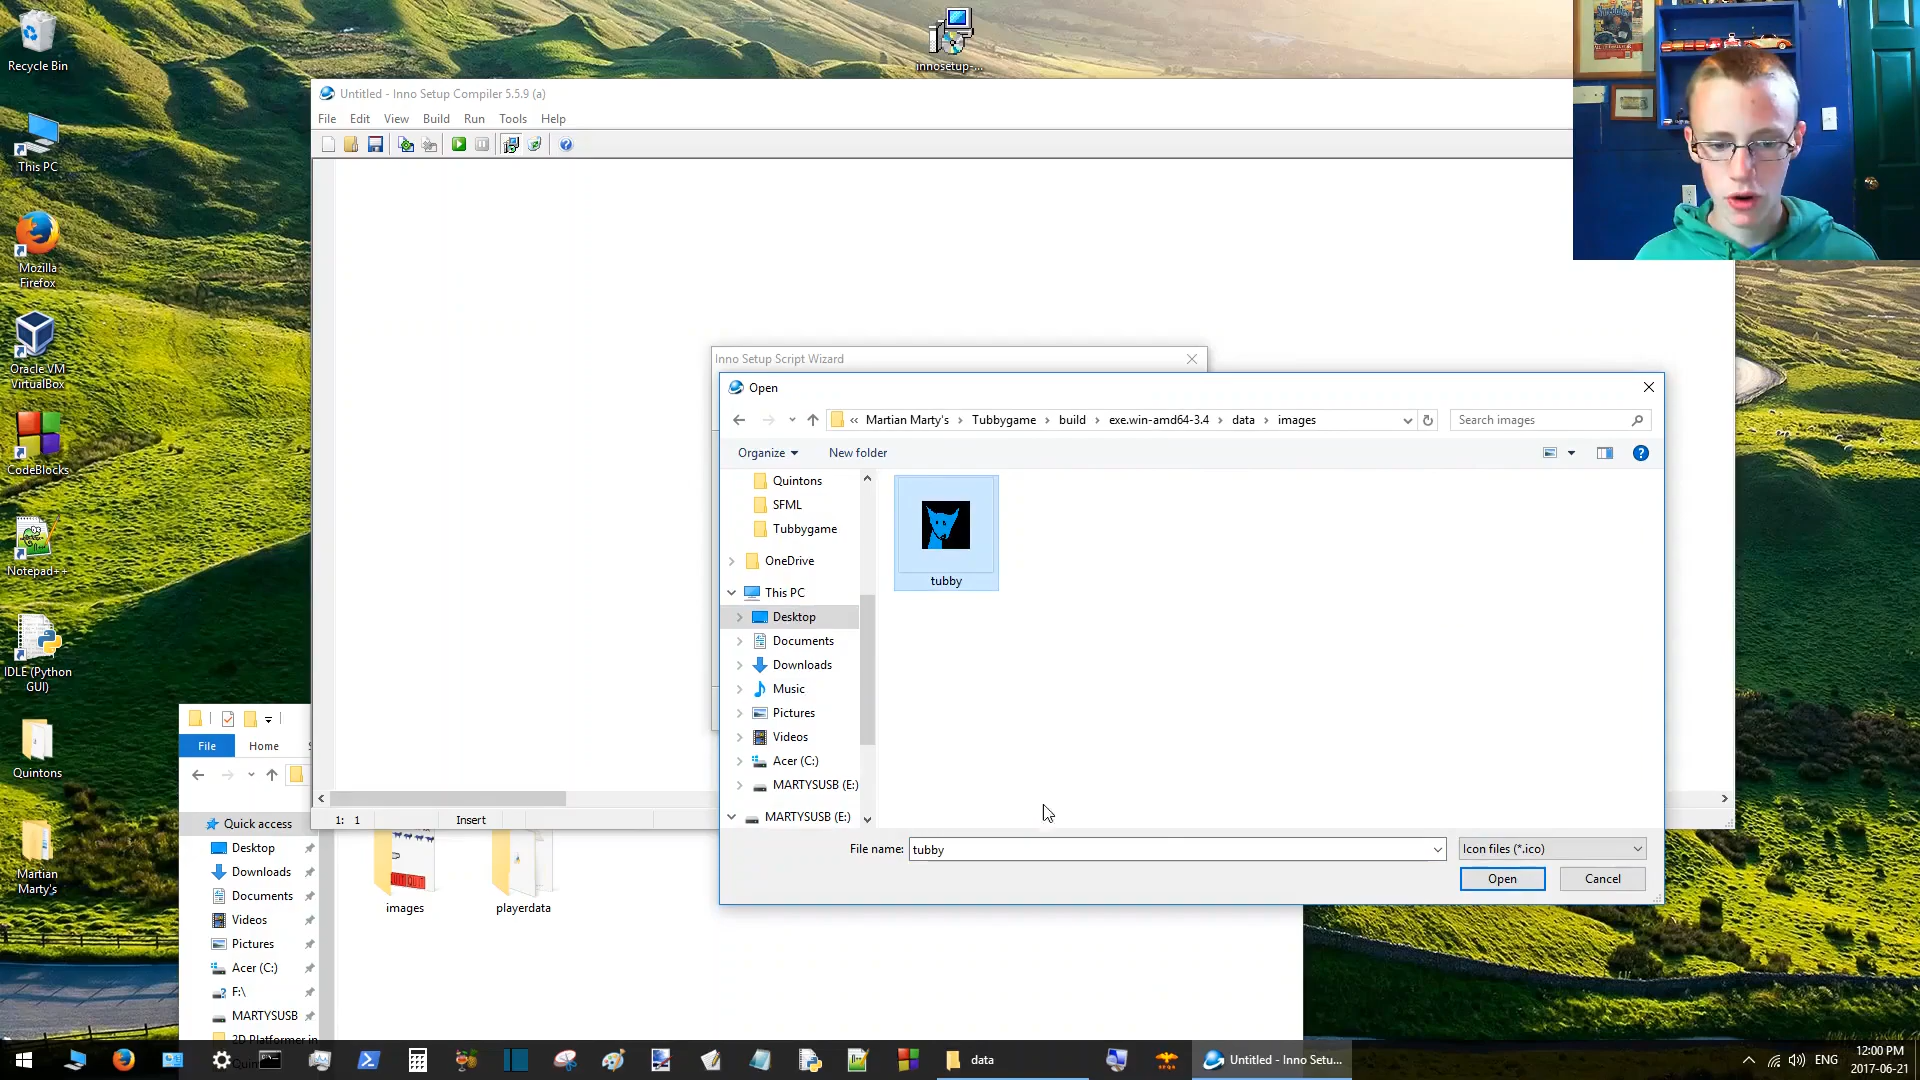 Recycle Bin
This PC
Mozilla
Firefox
Oracle VM
VirtualBox
CodeBlocks
Notepad++
IDLE (Python
GUI)
Quintons
Martian
Marty's
innosetup-...
Untitled - Inno Setup Compiler 5.5.9 (a)
File Edit View Build Run Tools Help
1: 1 Insert
Inno Setup Script Wizard
Open
« Martian Marty's › Tubbygame › build › exe.win-amd64-3.4 › data › images
Search images
Organize New folder
Quintons
SFML
Tubbygame
OneDrive
This PC
Desktop
Documents
Downloads
Music
Pictures
Videos
Acer (C:)
MARTYSUSB (E:)
MARTYSUSB (E:)
tubby
File name: tubby
Icon files (*.ico)
Open Cancel
File Home
Quick access
Desktop
Downloads
Documents
Videos
Pictures
Acer (C:)
F:\
MARTYSUSB
2D Platformer in
images
playerdata
data
Untitled - Inno Setu...
ENG
12:00 PM
2017-06-21